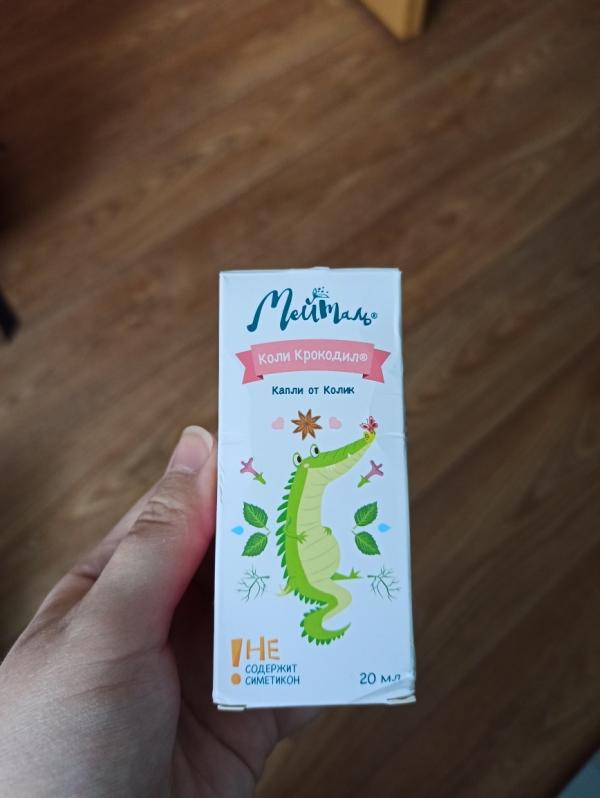 Мейталь®
Коли Крокодил®
Капли от Колик
! НЕ
СОДЕРЖИТ
СИМЕТИКОН
20 мл